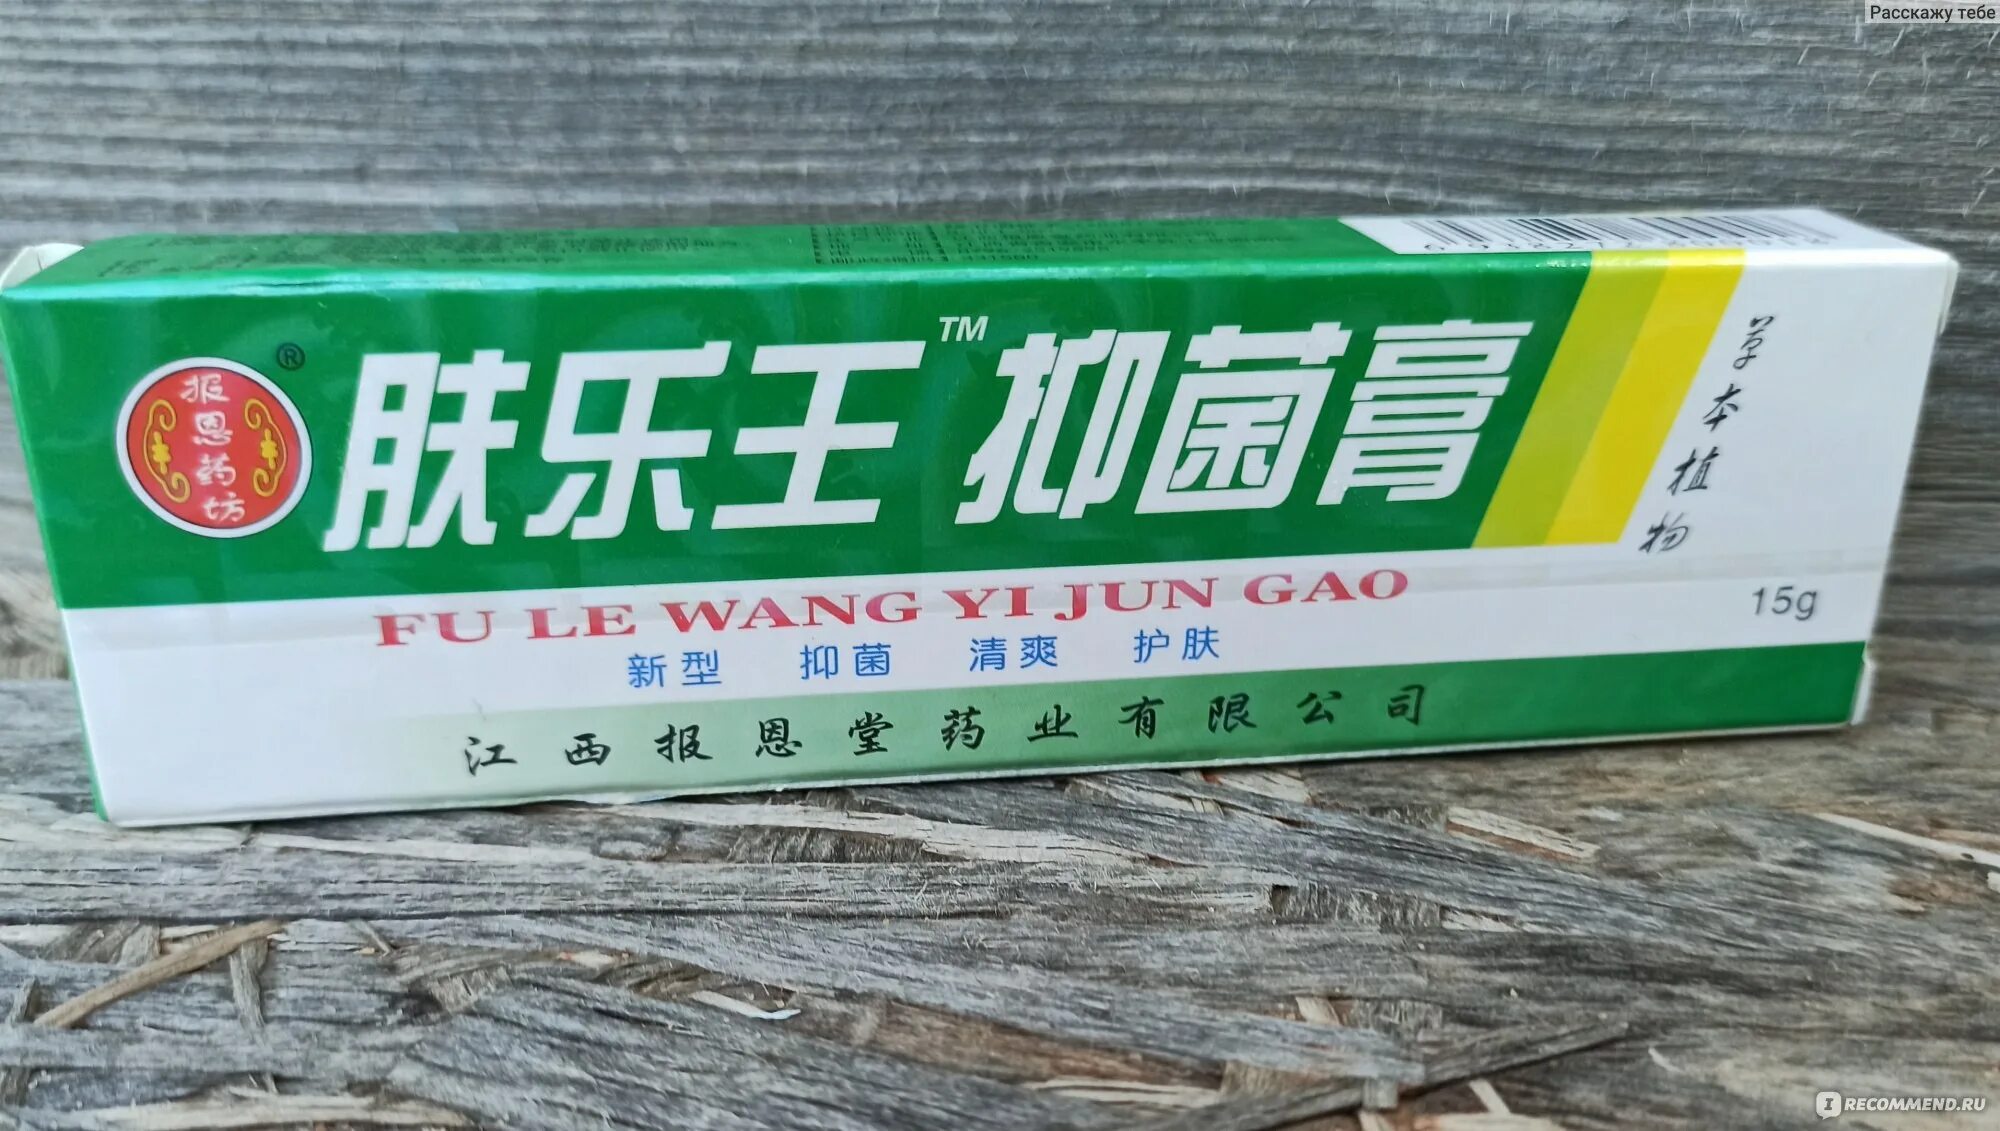 Расскажу тебе
报恩药坊
®
肤乐王™抑菌膏
草本植物
FU LE WANG YI JUN GAO
15g
新型 抑菌 清爽 护肤
江西报恩堂药业有限公司
IRECOMMEND.RU